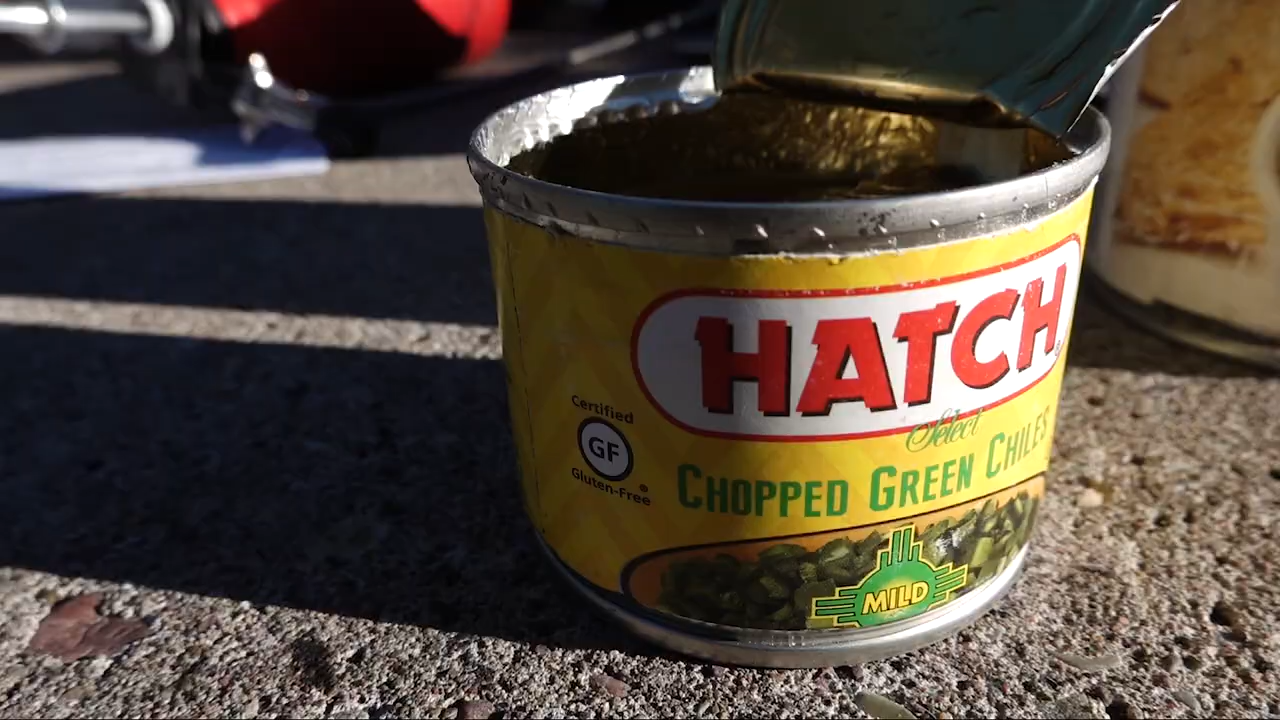 HATCH®
Select
CHOPPED GREEN CHILES
Certified
GF
Gluten-Free
MILD